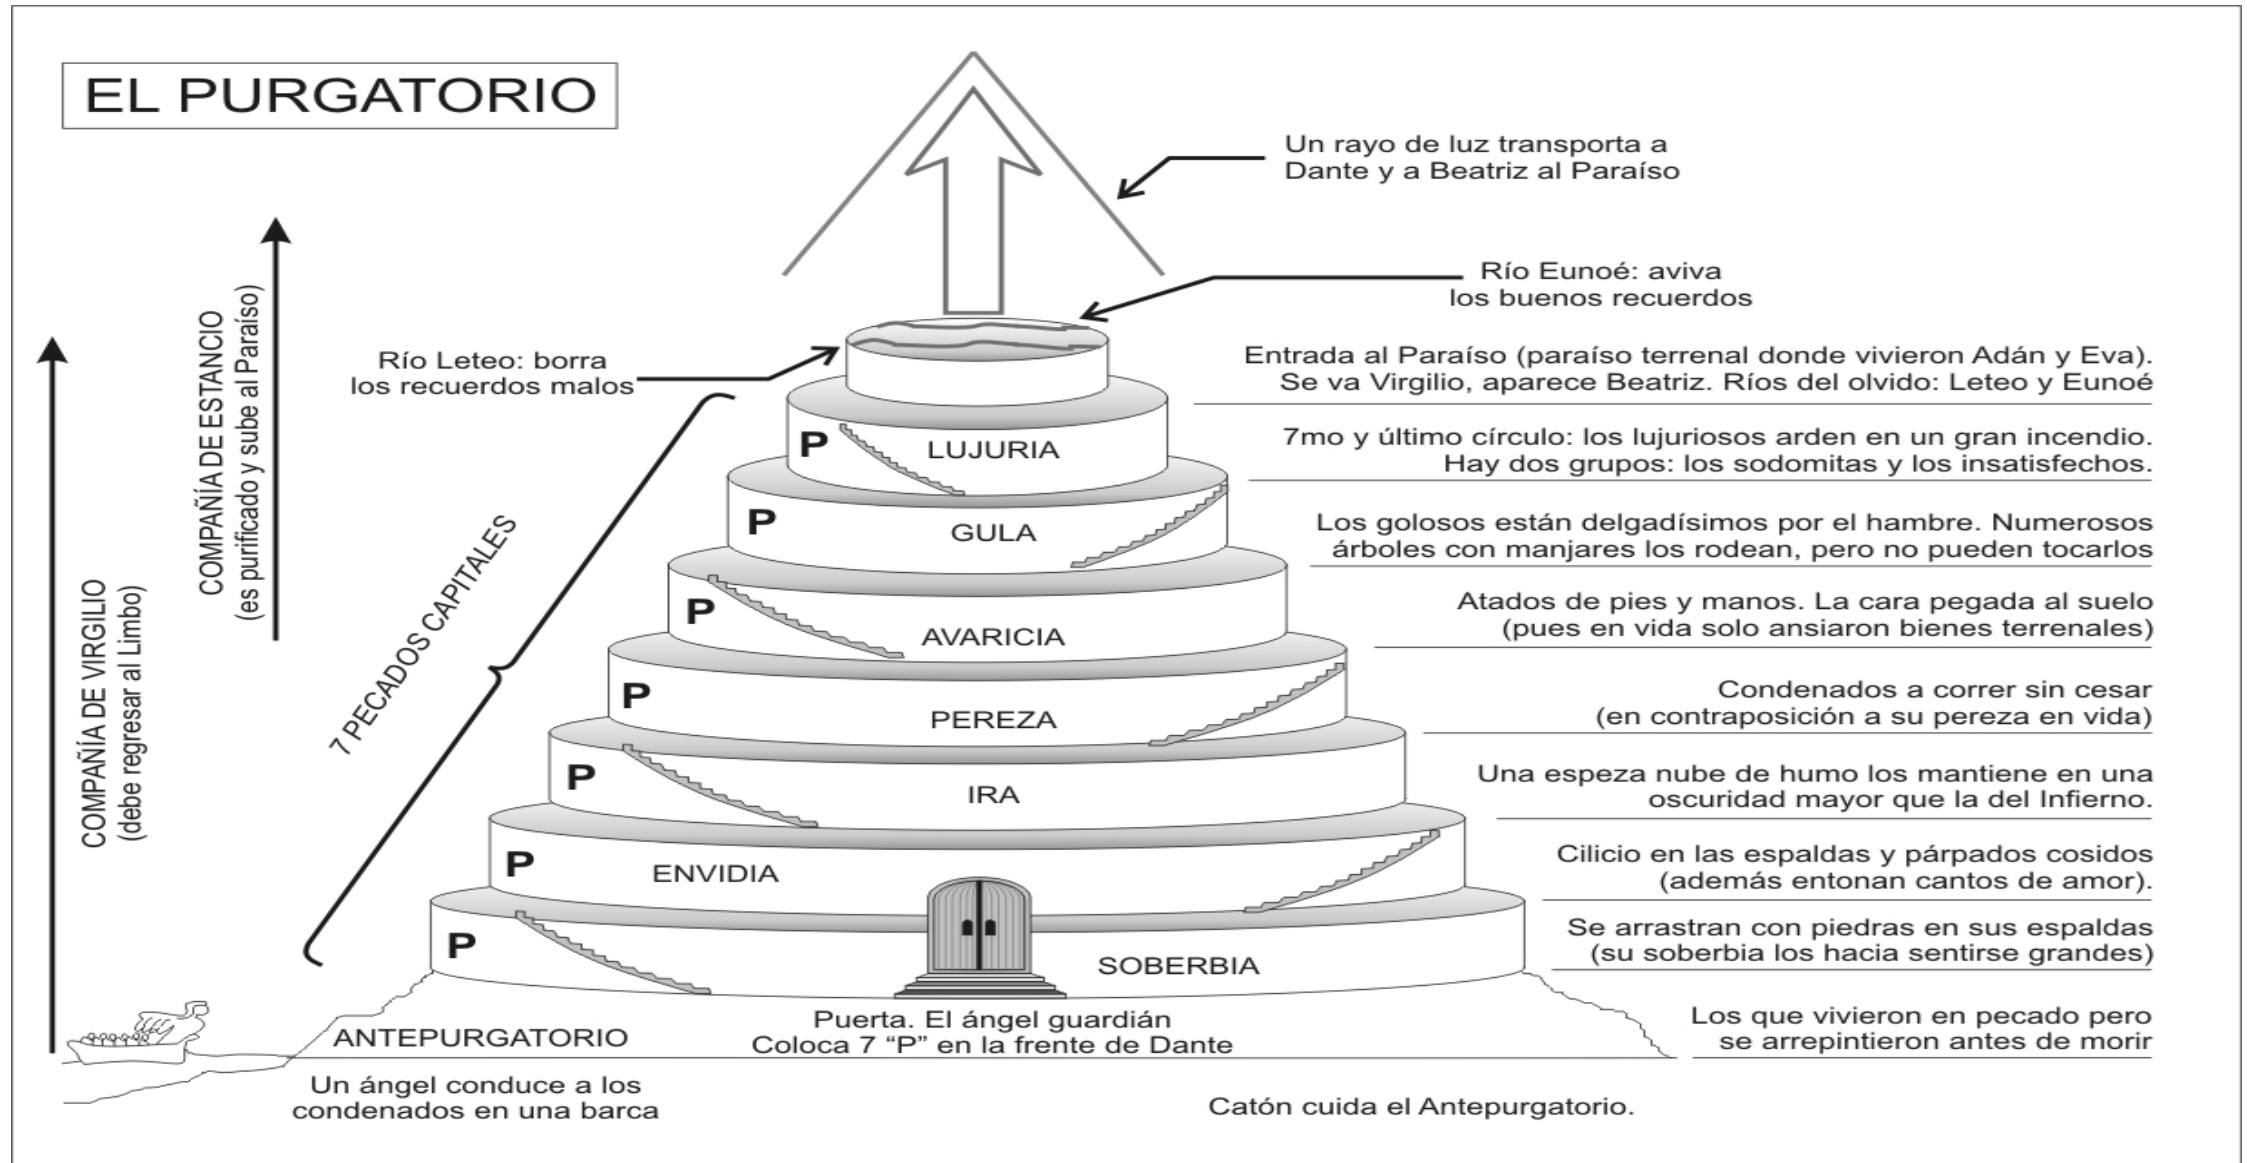 EL PURGATORIO
Un rayo de luz transporta a
Dante y a Beatriz al Paraíso
Río Eunoé: aviva
los buenos recuerdos
Río Leteo: borra
los recuerdos malos
Entrada al Paraíso (paraíso terrenal donde vivieron Adán y Eva).
Se va Virgilio, aparece Beatriz. Ríos del olvido: Leteo y Eunoé
COMPAÑÍA DE VIRGILIO
(debe regresar al Limbo)
COMPAÑÍA DE ESTANCIO
(es purificado y sube al Paraíso)
7 PECADOS CAPITALES
P
LUJURIA
7mo y último círculo: los lujuriosos arden en un gran incendio.
Hay dos grupos: los sodomitas y los insatisfechos.
P
GULA
Los golosos están delgadísimos por el hambre. Numerosos
árboles con manjares los rodean, pero no pueden tocarlos
P
AVARICIA
Atados de pies y manos. La cara pegada al suelo
(pues en vida solo ansiaron bienes terrenales)
P
PEREZA
Condenados a correr sin cesar
(en contraposición a su pereza en vida)
P
IRA
Una espeza nube de humo los mantiene en una
oscuridad mayor que la del Infierno.
P
ENVIDIA
Cilicio en las espaldas y párpados cosidos
(además entonan cantos de amor).
P
SOBERBIA
Se arrastran con piedras en sus espaldas
(su soberbia los hacia sentirse grandes)
ANTEPURGATORIO
Puerta. El ángel guardián
Coloca 7 “P” en la frente de Dante
Los que vivieron en pecado pero
se arrepintieron antes de morir
Un ángel conduce a los
condenados en una barca
Catón cuida el Antepurgatorio.